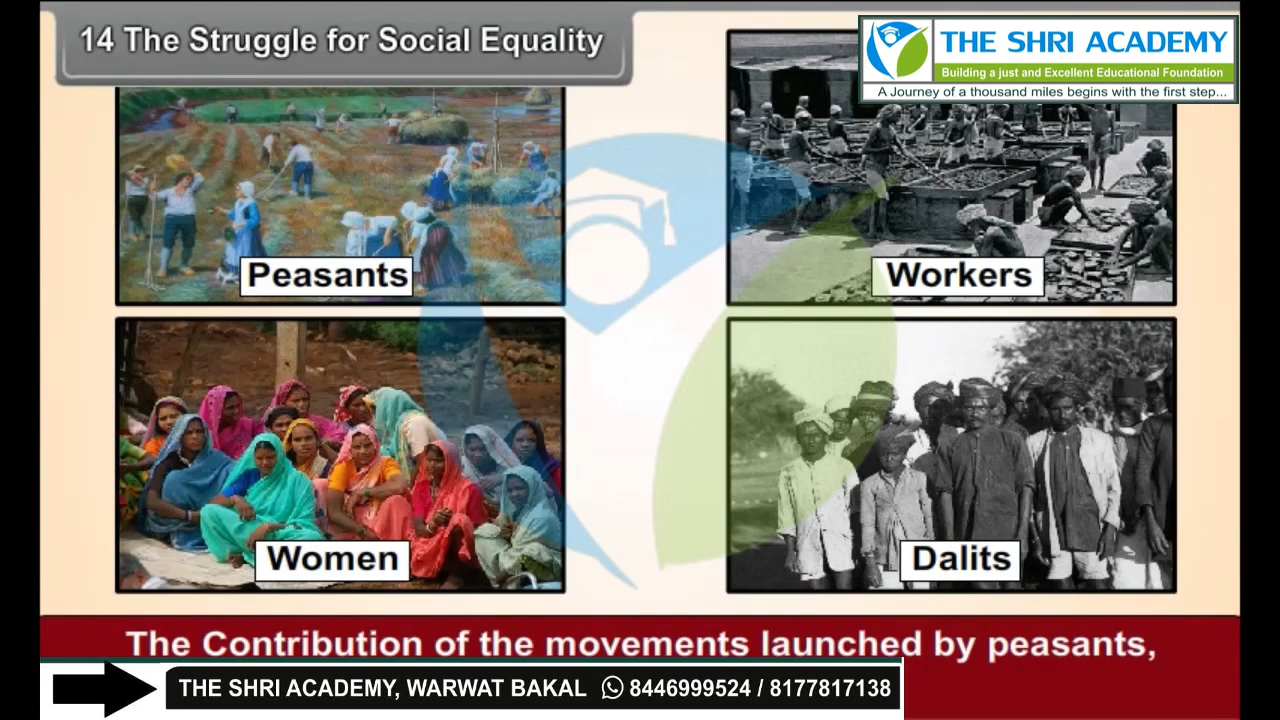 14 The Struggle for Social Equality
THE SHRI ACADEMY
Building a just and Excellent Educational Foundation
A Journey of a thousand miles begins with the first step...
Peasants
Workers
Women
Dalits
The Contribution of the movements launched by peasants,
THE SHRI ACADEMY, WARWAT BAKAL 8446999524 / 8177817138